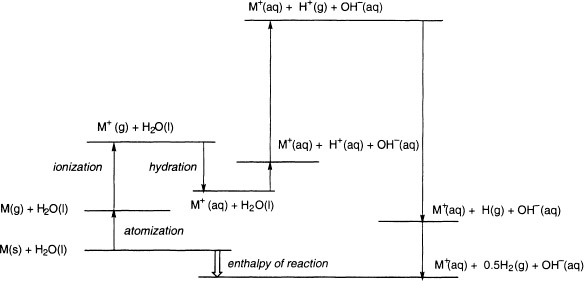 M⁺(aq) + H⁺(g) + OH⁻(aq)
M⁺ (g) + H₂O(l)
M⁺(aq) + H⁺(aq) + OH⁻(aq)
ionization
hydration
M(g) + H₂O(l)
M⁺ (aq) + H₂O(l)
M⁺(aq) + H(g) + OH⁻(aq)
atomization
M(s) + H₂O(l)
enthalpy of reaction
M⁺(aq) + 0.5H₂(g) + OH⁻(aq)